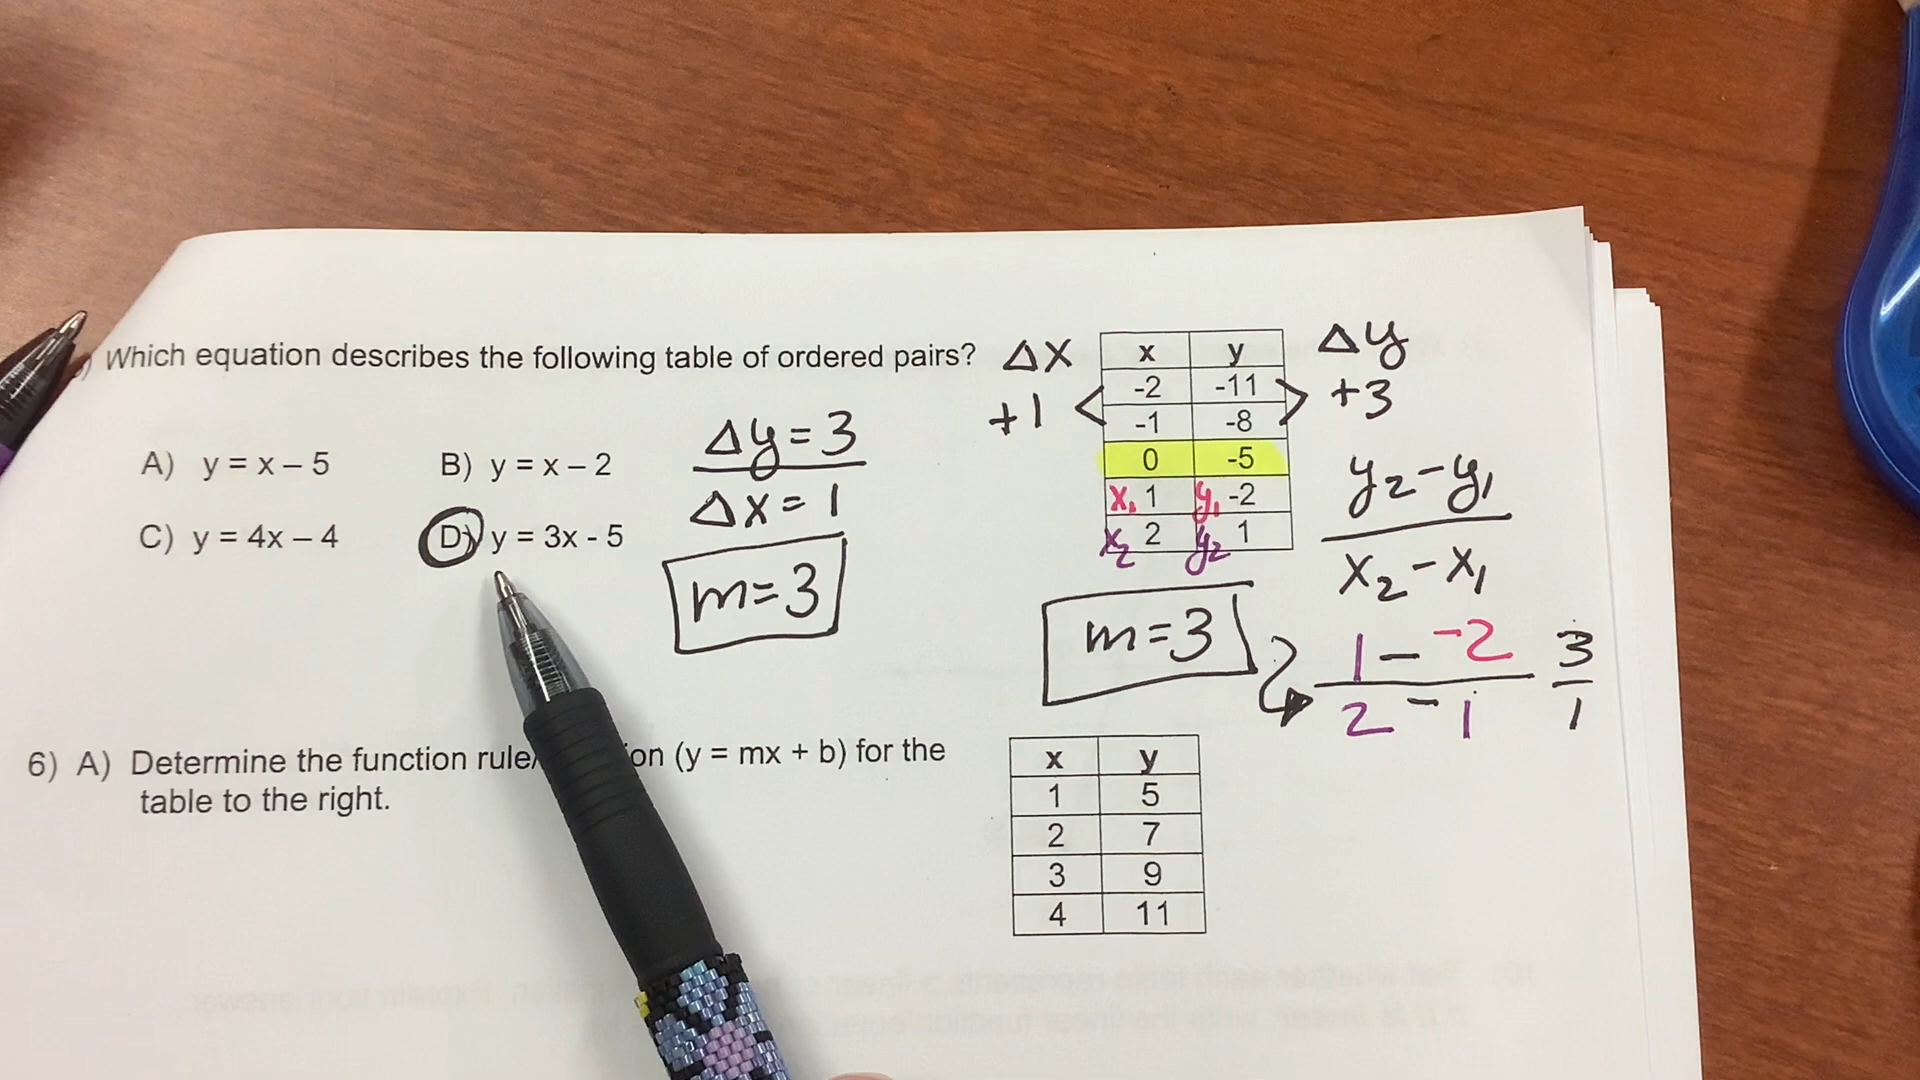 Which equation describes the following table of ordered pairs?
A) y = x – 5
B) y = x – 2
C) y = 4x – 4
D) y = 3x - 5
Δy = 3
Δx = 1
m = 3
Δx
+1
x y
-2 -11
-1 -8
0 -5
x₁ 1 y₁ -2
x₂ 2 y₂ 1
Δy
+3
y₂ - y₁
x₂ - x₁
m = 3
1 - -2
2 - 1
3
1
6) A) Determine the function rule/ (y = mx + b) for the
table to the right.
x y
1 5
2 7
3 9
4 11